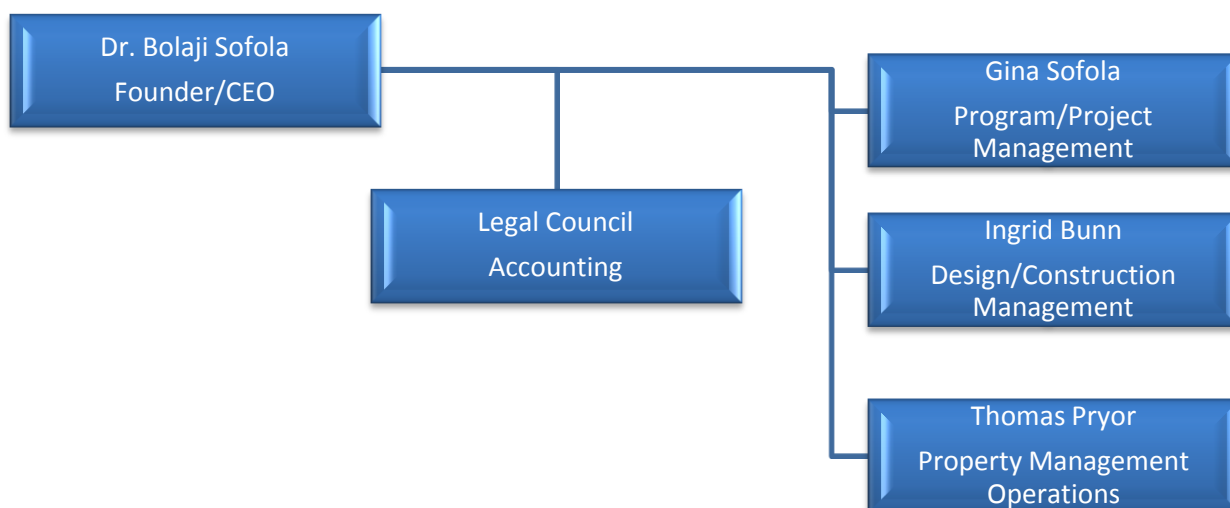 Dr. Bolaji Sofola
Founder/CEO
Legal Council
Accounting
Gina Sofola
Program/Project
Management
Ingrid Bunn
Design/Construction
Management
Thomas Pryor
Property Management
Operations